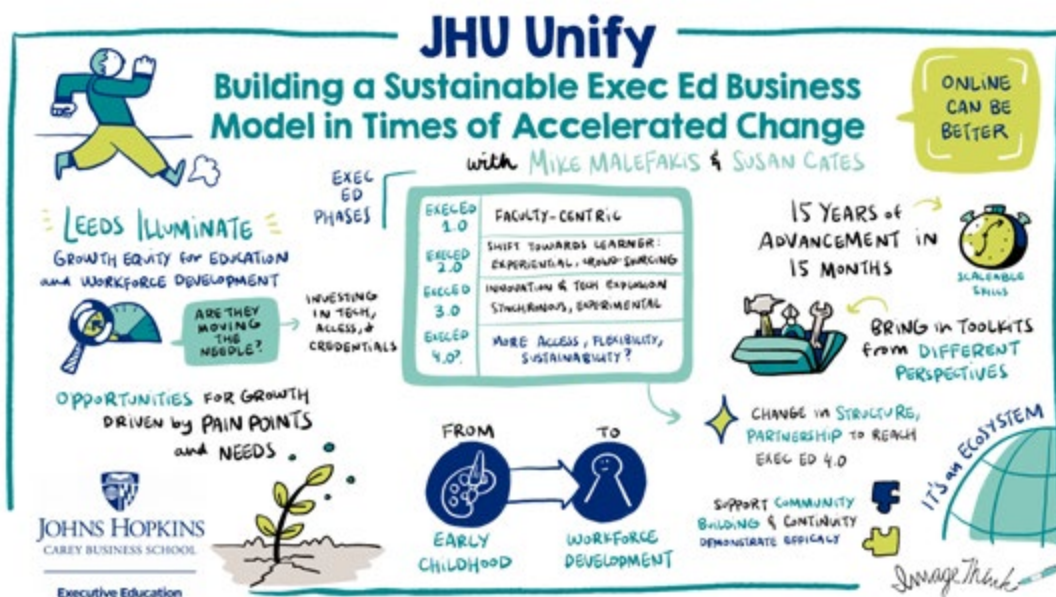 JHU Unify
Building a Sustainable Exec Ed Business
Model in Times of Accelerated Change
with MIKE MALEFAKIS & SUSAN CATES
ONLINE
CAN BE
BETTER
LEEDS ILLUMINATE
GROWTH EQUITY for EDUCATION
and WORKFORCE DEVELOPMENT
ARE THEY
MOVING
THE
NEEDLE?
INVESTING
IN TECH,
ACCESS, &
CREDENTIALS
OPPORTUNITIES FOR GROWTH
DRIVEN by PAIN POINTS
and NEEDS
EXEC
ED
PHASES
EXECED
1.0
FACULTY-CENTRIC
EXECED
2.0
SHIFT TOWARDS LEARNER:
EXPERIENTIAL, CROWD-SOURCING
EXECED
3.0
INNOVATION & TECH EXPLOSION
SYNCHRONOUS, EXPERIMENTAL
EXECED
4.0?
MORE ACCESS, FLEXIBILITY,
SUSTAINABILITY?
FROM
EARLY
CHILDHOOD
TO
WORKFORCE
DEVELOPMENT
15 YEARS of
ADVANCEMENT in
15 MONTHS
SCALEABLE
SKILLS
BRING in TOOLKITS
from DIFFERENT
PERSPECTIVES
CHANGE in STRUCTURE,
PARTNERSHIP TO REACH
EXEC ED 4.0
SUPPORT COMMUNITY
BUILDING & CONTINUITY
DEMONSTRATE EFFICACY
IT'S an ECOSYSTEM
JOHNS HOPKINS
CAREY BUSINESS SCHOOL
Executive Education
ImageThink